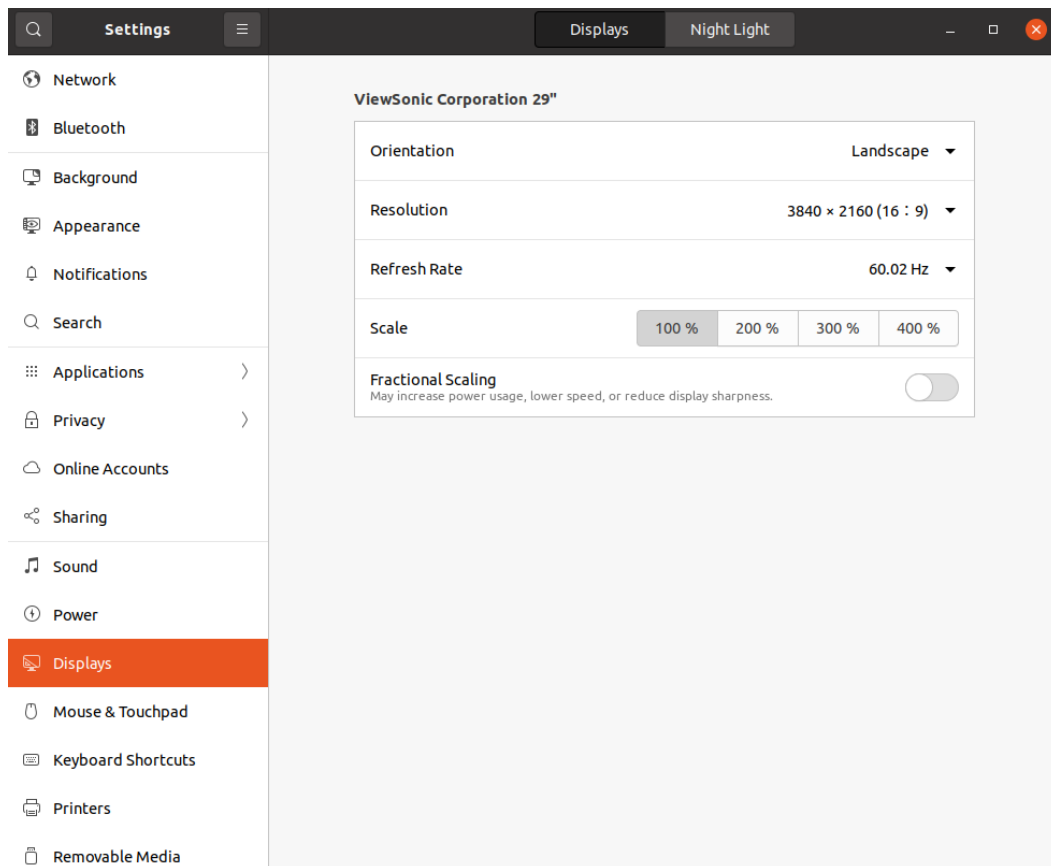 Settings
Displays
Night Light
Network
Bluetooth
Background
Appearance
Notifications
Search
Applications
Privacy
Online Accounts
Sharing
Sound
Power
Displays
Mouse & Touchpad
Keyboard Shortcuts
Printers
Removable Media
ViewSonic Corporation 29"
Orientation Landscape
Resolution 3840 × 2160 (16∶9)
Refresh Rate 60.02 Hz
Scale 100 % 200 % 300 % 400 %
Fractional Scaling
May increase power usage, lower speed, or reduce display sharpness.